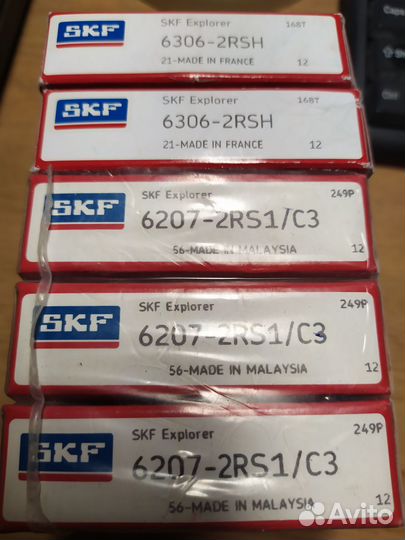 SKF
SKF Explorer 168T
6306-2RSH
21-MADE IN FRANCE 12
SKF
SKF Explorer 168T
6306-2RSH
21-MADE IN FRANCE 12
SKF
SKF Explorer 249P
6207-2RS1/C3
56-MADE IN MALAYSIA 12
SKF
SKF Explorer 249P
6207-2RS1/C3
56-MADE IN MALAYSIA 12
SKF
SKF Explorer 249P
6207-2RS1/C3
56-MADE IN MALAYSIA 12
Avito